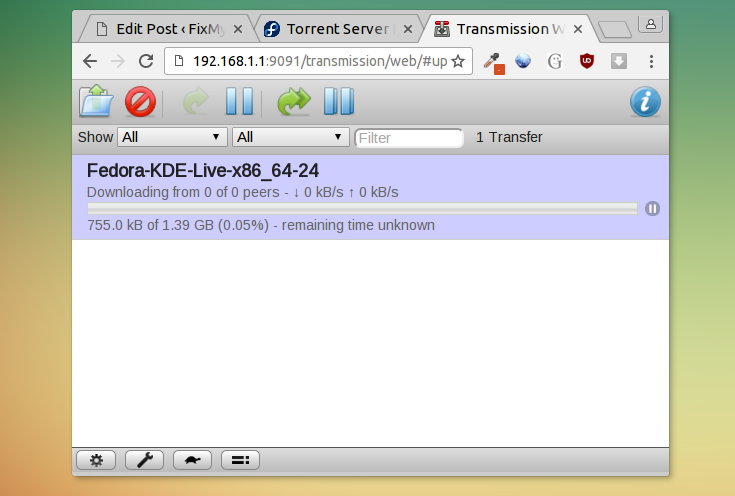 Edit Post ‹ FixMy
Torrent Server
Transmission W
192.168.1.1:9091/transmission/web/#up
Show All All Filter 1 Transfer
Fedora-KDE-Live-x86_64-24
Downloading from 0 of 0 peers - ↓ 0 kB/s ↑ 0 kB/s
755.0 kB of 1.39 GB (0.05%) - remaining time unknown